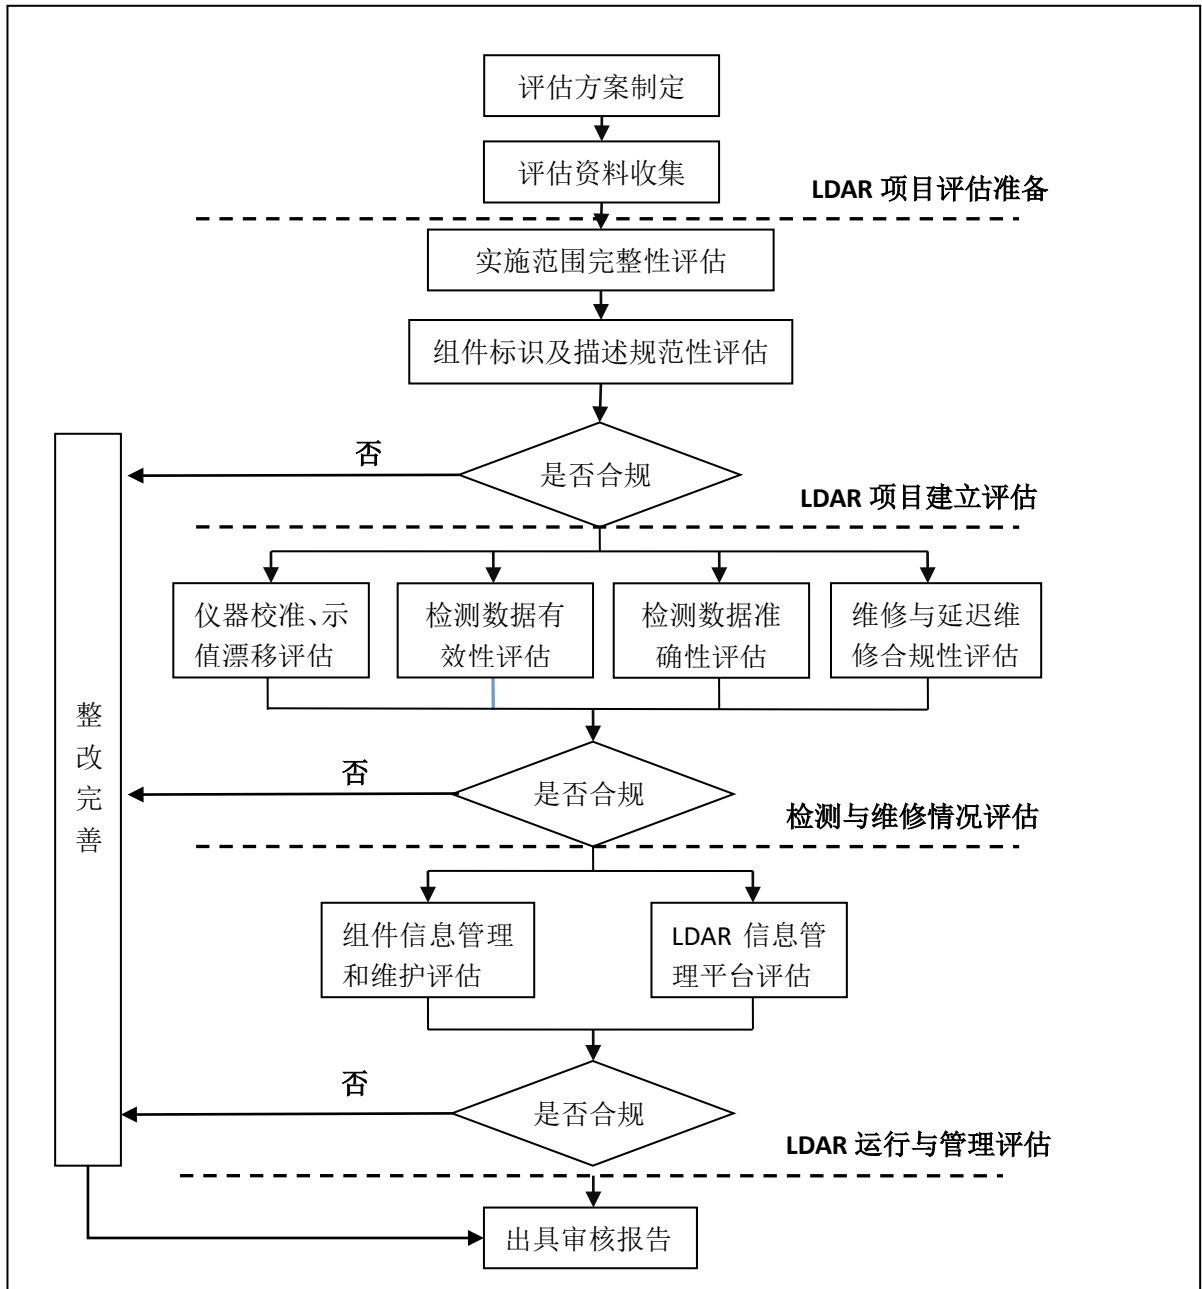 评估方案制定
评估资料收集
LDAR 项目评估准备
实施范围完整性评估
组件标识及描述规范性评估
否
是否合规
LDAR 项目建立评估
仪器校准、示
值漂移评估
检测数据有
效性评估
检测数据准
确性评估
维修与延迟维
修合规性评估
整
改
完
善
否
是否合规
检测与维修情况评估
组件信息管理
和维护评估
LDAR 信息管
理平台评估
否
是否合规
LDAR 运行与管理评估
出具审核报告